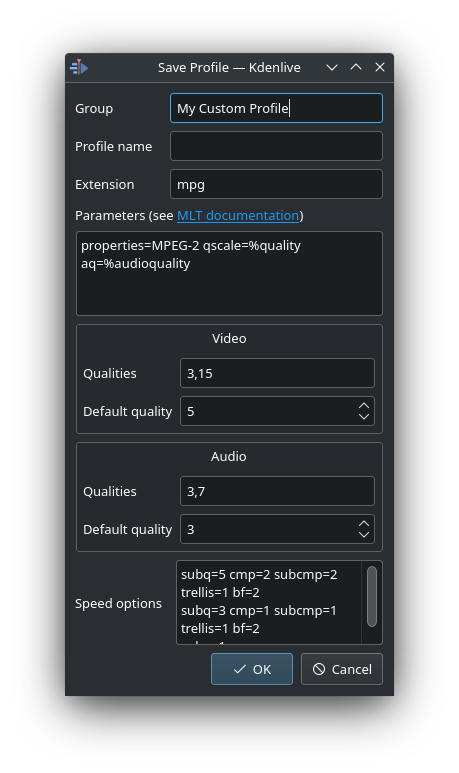 Save Profile — Kdenlive
Group
My Custom Profile
Profile name
Extension
mpg
Parameters (see MLT documentation)
properties=MPEG-2 qscale=%quality
aq=%audioquality
Video
Qualities
3,15
Default quality
5
Audio
Qualities
3,7
Default quality
3
Speed options
subq=5 cmp=2 subcmp=2
trellis=1 bf=2
subq=3 cmp=1 subcmp=1
trellis=1 bf=2
OK
Cancel